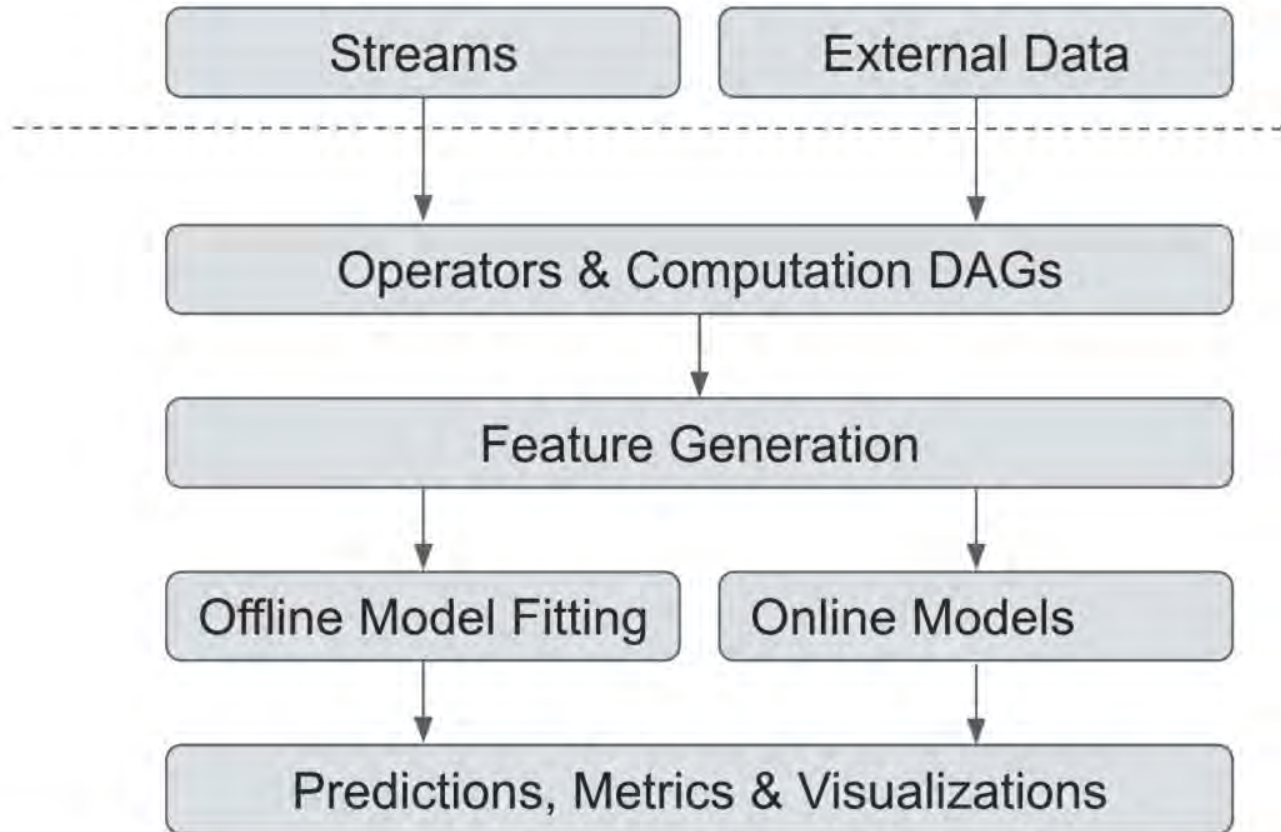 Streams
External Data
Operators & Computation DAGs
Feature Generation
Offline Model Fitting
Online Models
Predictions, Metrics & Visualizations